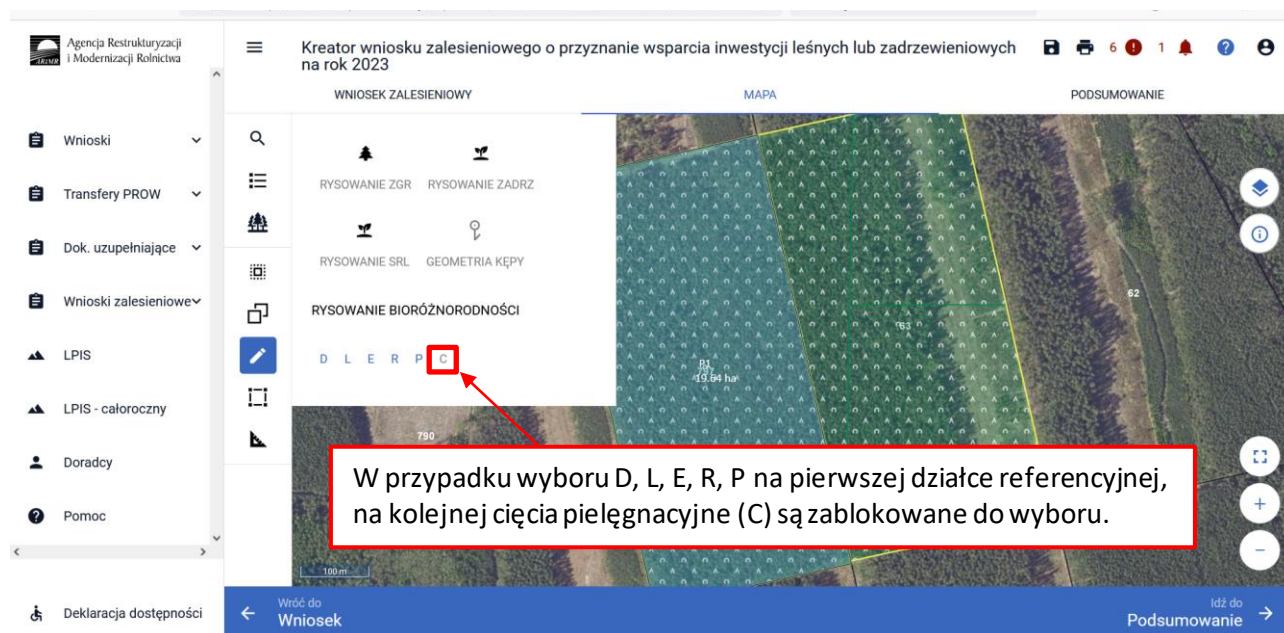 Agencja Restrukturyzacji
i Modernizacji Rolnictwa
ARiMR
Kreator wniosku zalesieniowego o przyznanie wsparcia inwestycji leśnych lub zadrzewieniowych
na rok 2023
6
1
WNIOSEK ZALESIENIOWY
MAPA
PODSUMOWANIE
Wnioski
Transfery PROW
Dok. uzupełniające
Wnioski zalesieniowe
LPIS
LPIS - całoroczny
Doradcy
Pomoc
Deklaracja dostępności
RYSOWANIE ZGR RYSOWANIE ZADRZ
RYSOWANIE SRL GEOMETRIA KĘPY
RYSOWANIE BIORÓŻNORODNOŚCI
D L E R P C
62
63
19.64 ha
790
W przypadku wyboru D, L, E, R, P na pierwszej działce referencyjnej,
na kolejnej cięcia pielęgnacyjne (C) są zablokowane do wyboru.
100 m
Wróć do
Wniosek
Idź do
Podsumowanie